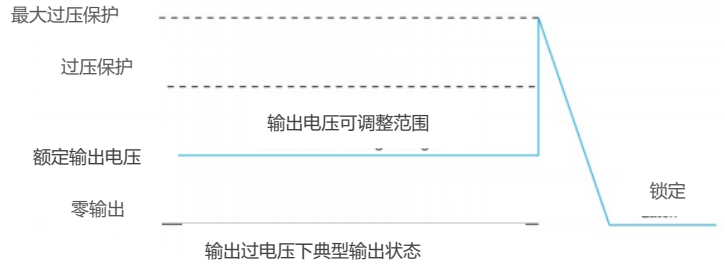 最大过压保护
过压保护
输出电压可调整范围
额定输出电压
锁定
零输出
输出过电压下典型输出状态